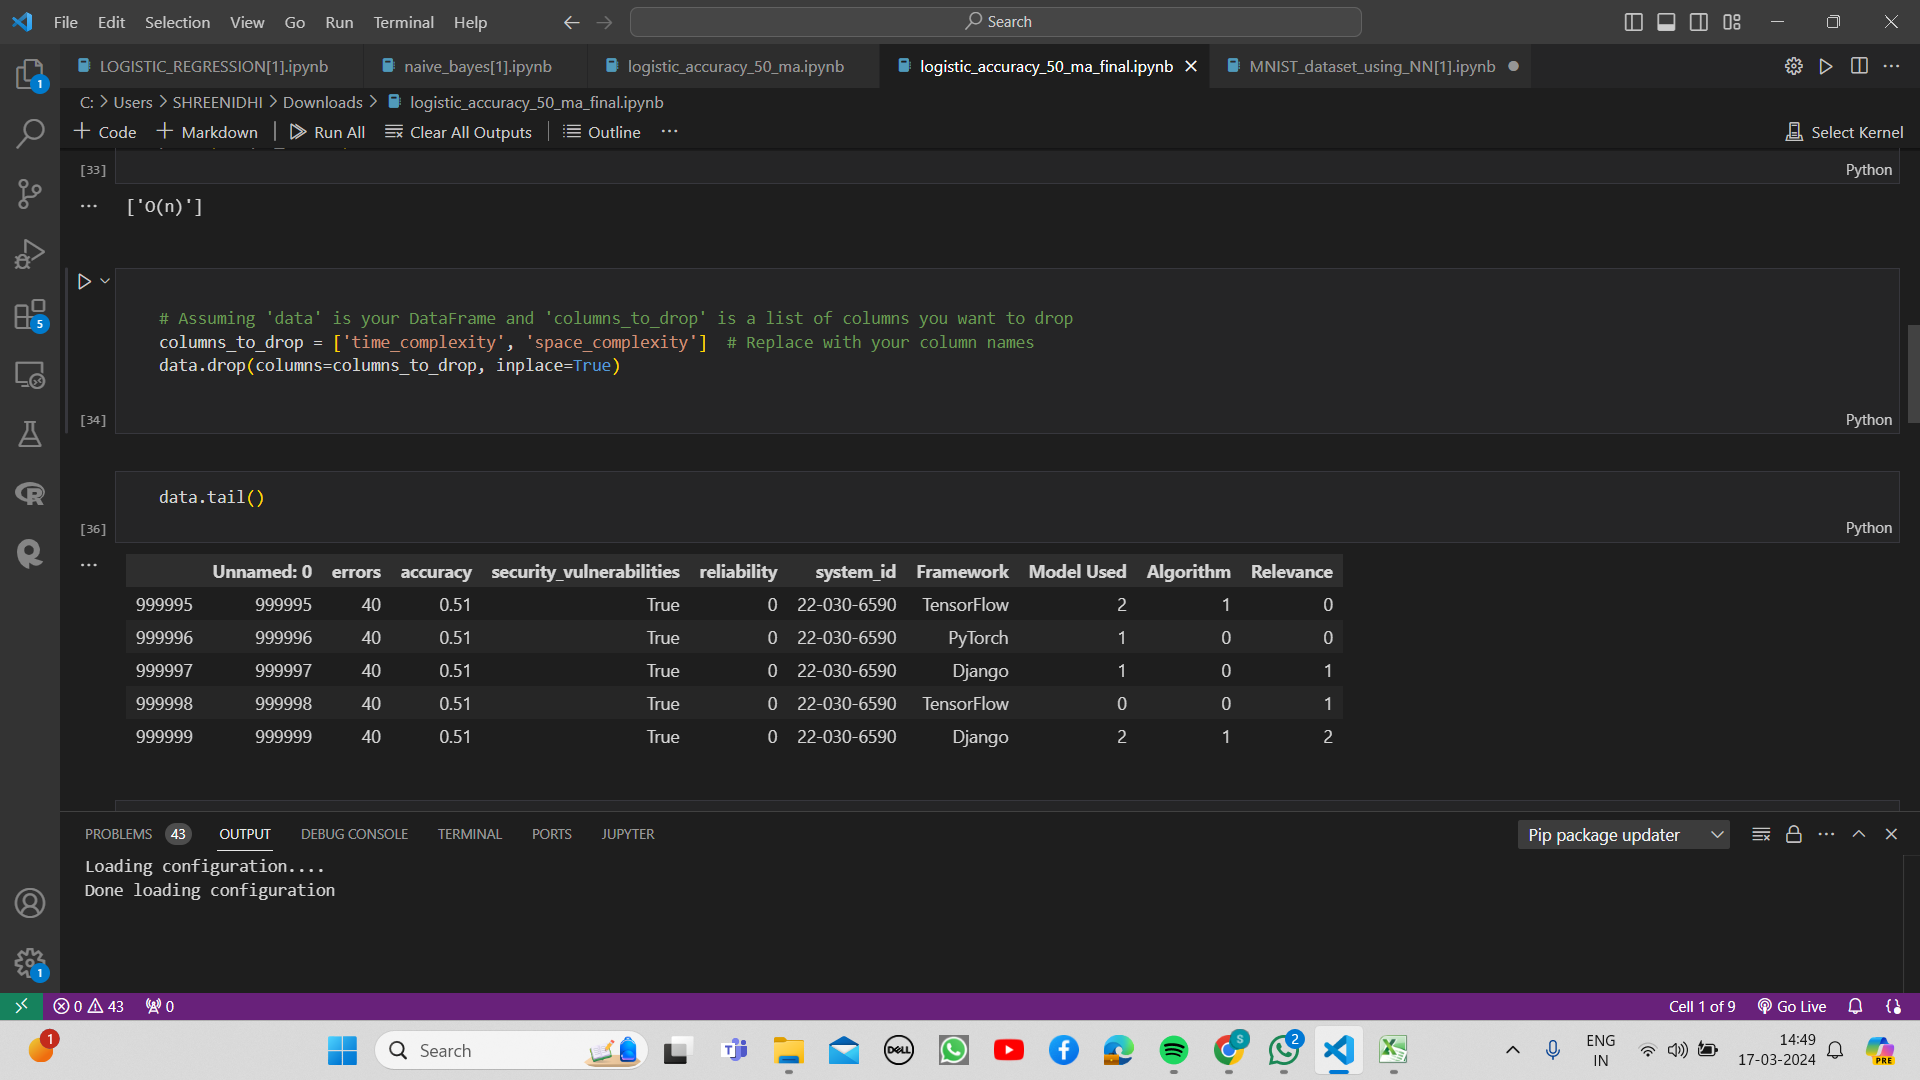 File Edit Selection View Go Run Terminal Help Search
LOGISTIC_REGRESSION[1].ipynb naive_bayes[1].ipynb logistic_accuracy_50_ma.ipynb logistic_accuracy_50_ma_final.ipynb MNIST_dataset_using_NN[1].ipynb
C: > Users > SHREENIDHI > Downloads > logistic_accuracy_50_ma_final.ipynb
+ Code + Markdown | Run All Clear All Outputs | Outline ... Select Kernel
[33] Python
['O(n)']
# Assuming 'data' is your DataFrame and 'columns_to_drop' is a list of columns you want to drop
columns_to_drop = ['time_complexity', 'space_complexity'] # Replace with your column names
data.drop(columns=columns_to_drop, inplace=True)
[34] Python
data.tail()
[36] Python
Unnamed: 0 errors accuracy security_vulnerabilities reliability system_id Framework Model Used Algorithm Relevance
999995 999995 40 0.51 True 0 22-030-6590 TensorFlow 2 1 0
999996 999996 40 0.51 True 0 22-030-6590 PyTorch 1 0 0
999997 999997 40 0.51 True 0 22-030-6590 Django 1 0 1
999998 999998 40 0.51 True 0 22-030-6590 TensorFlow 0 0 1
999999 999999 40 0.51 True 0 22-030-6590 Django 2 1 2
PROBLEMS 43 OUTPUT DEBUG CONSOLE TERMINAL PORTS JUPYTER Pip package updater
Loading configuration....
Done loading configuration
1
5
1
0 43 0 Cell 1 of 9 Go Live
1 Search DELL S 2 ENG 14:49 PRE
IN 17-03-2024